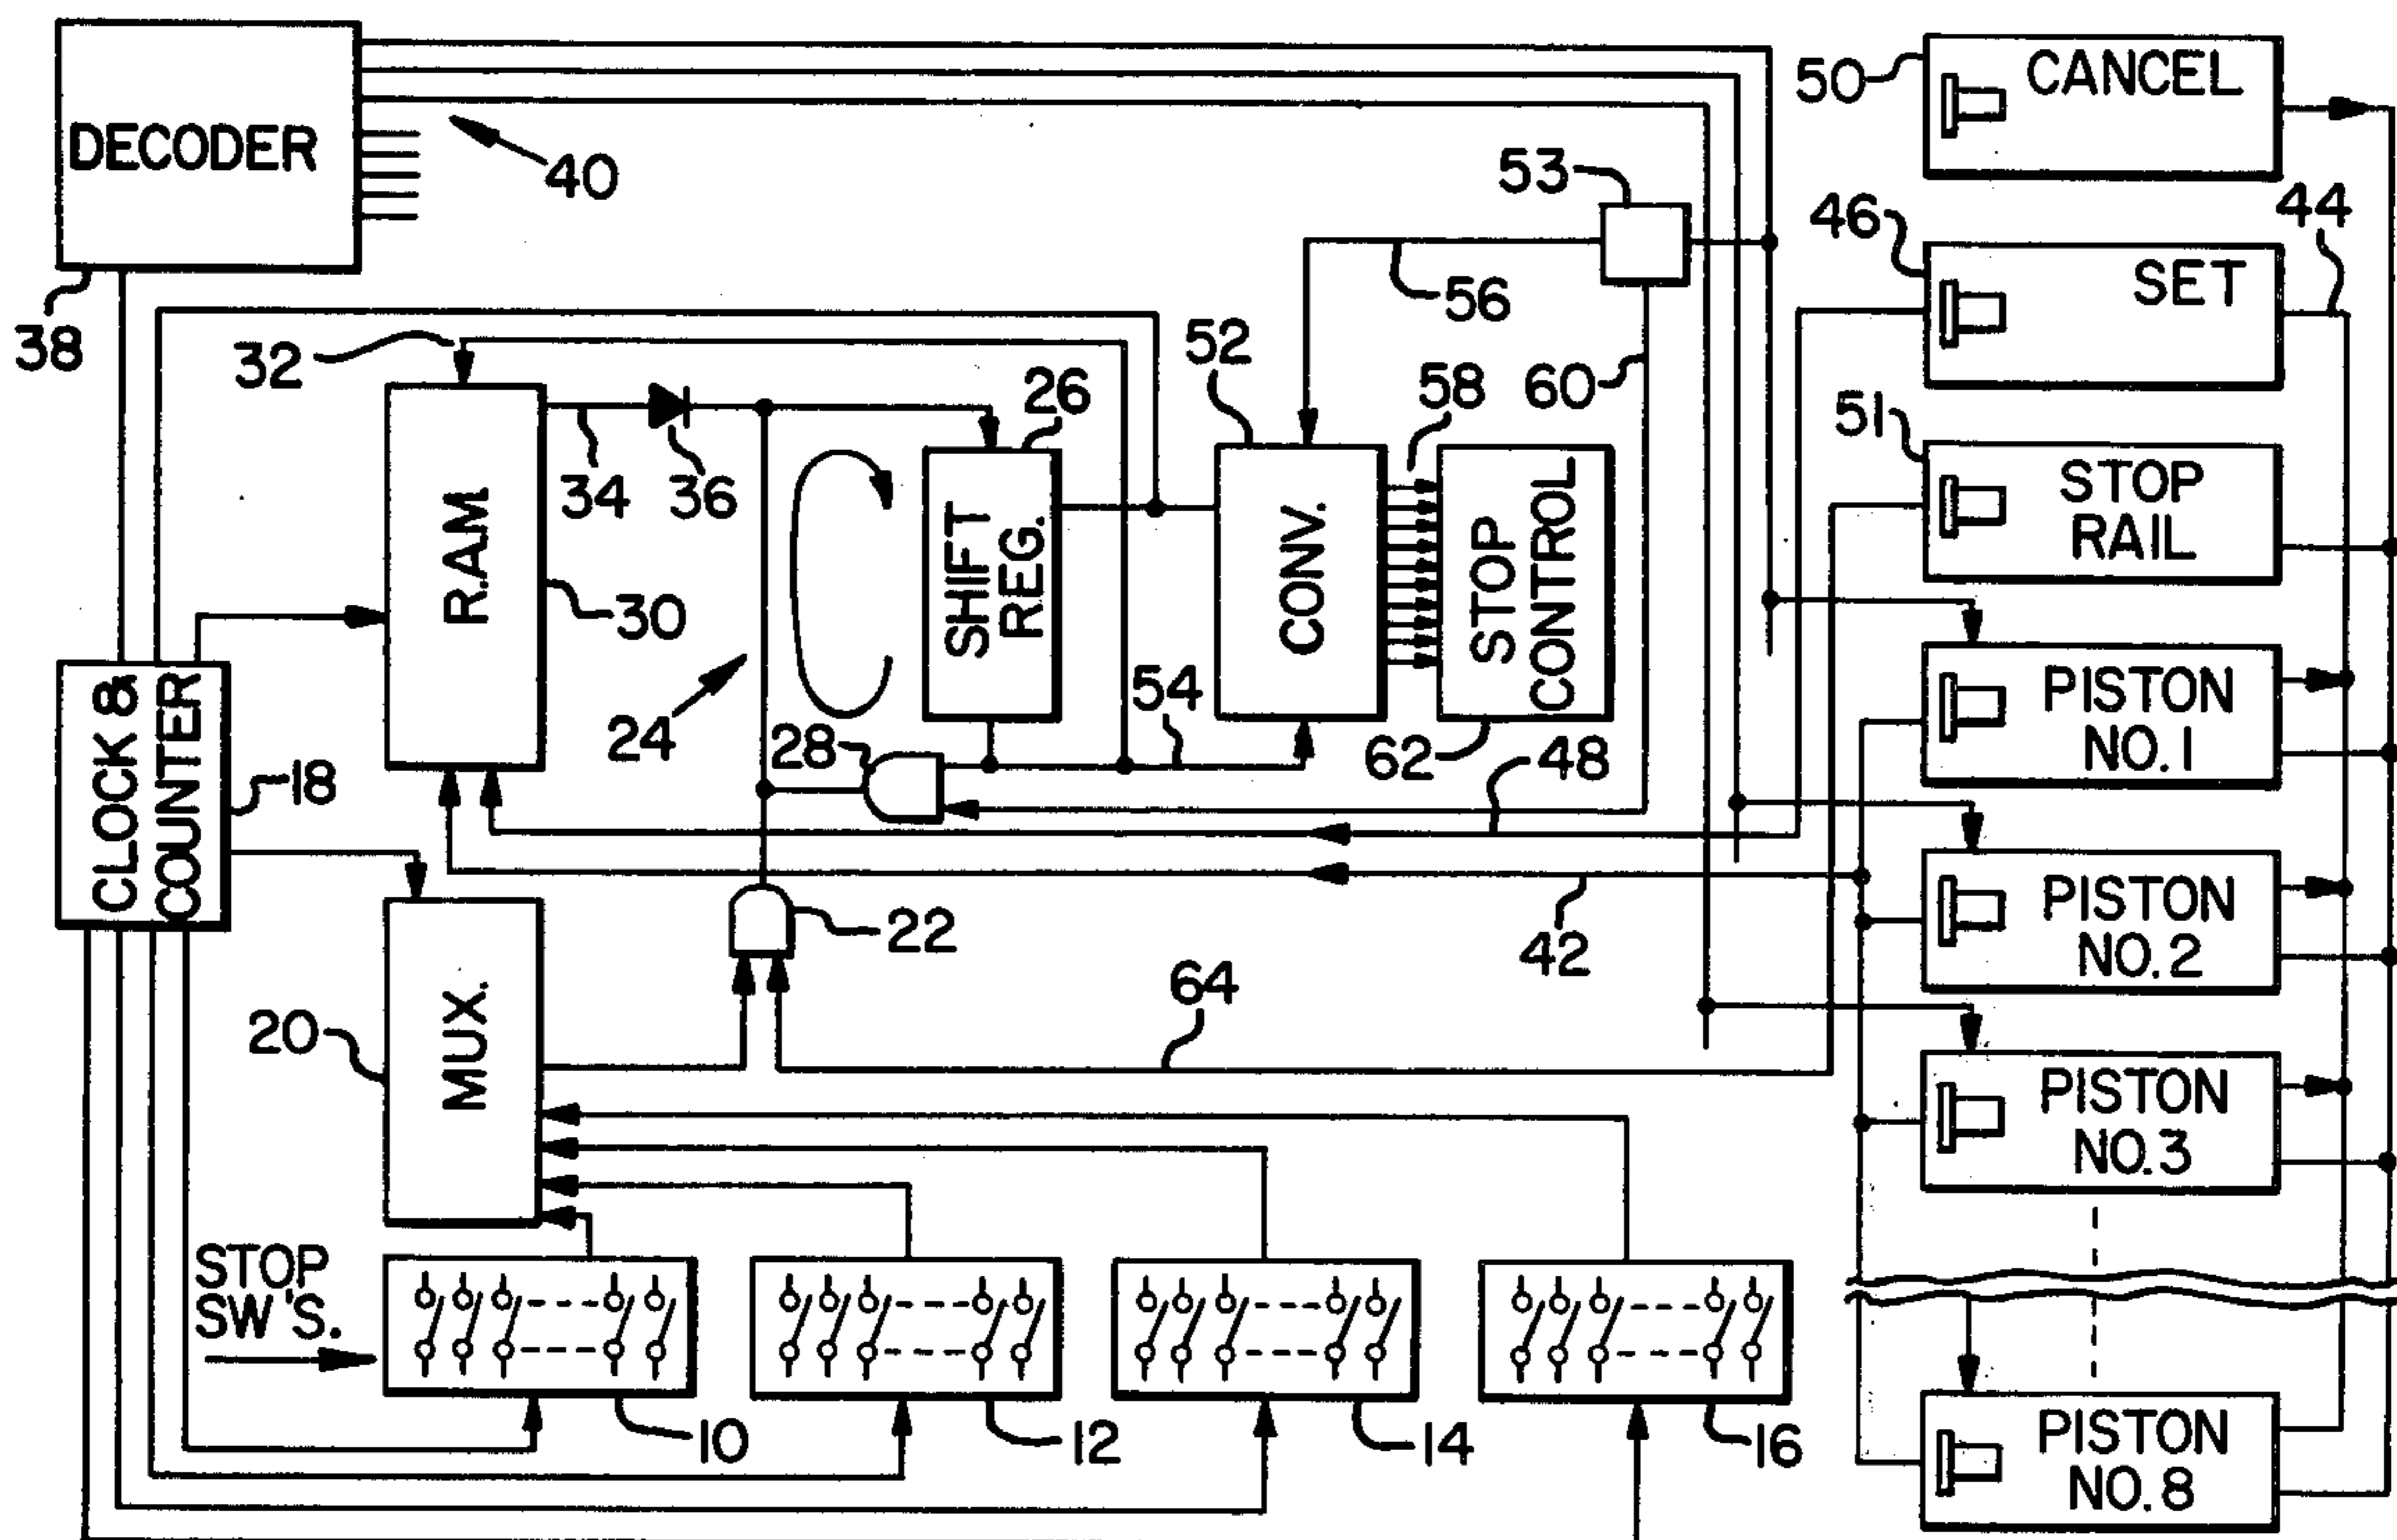 DECODER
38
40
50
CANCEL
46
44
SET
51
STOP
RAIL
53
56
60
32
34
36
26
52
58
R.A.M
30
24
SHIFT
REG.
CONV.
STOP
CONTROL
54
28
62
48
CLOCK &
COUNTER
18
22
42
64
20
MUX.
PISTON
NO. 1
PISTON
NO. 2
PISTON
NO. 3
PISTON
NO. 8
STOP
SW'S.
10
12
14
16